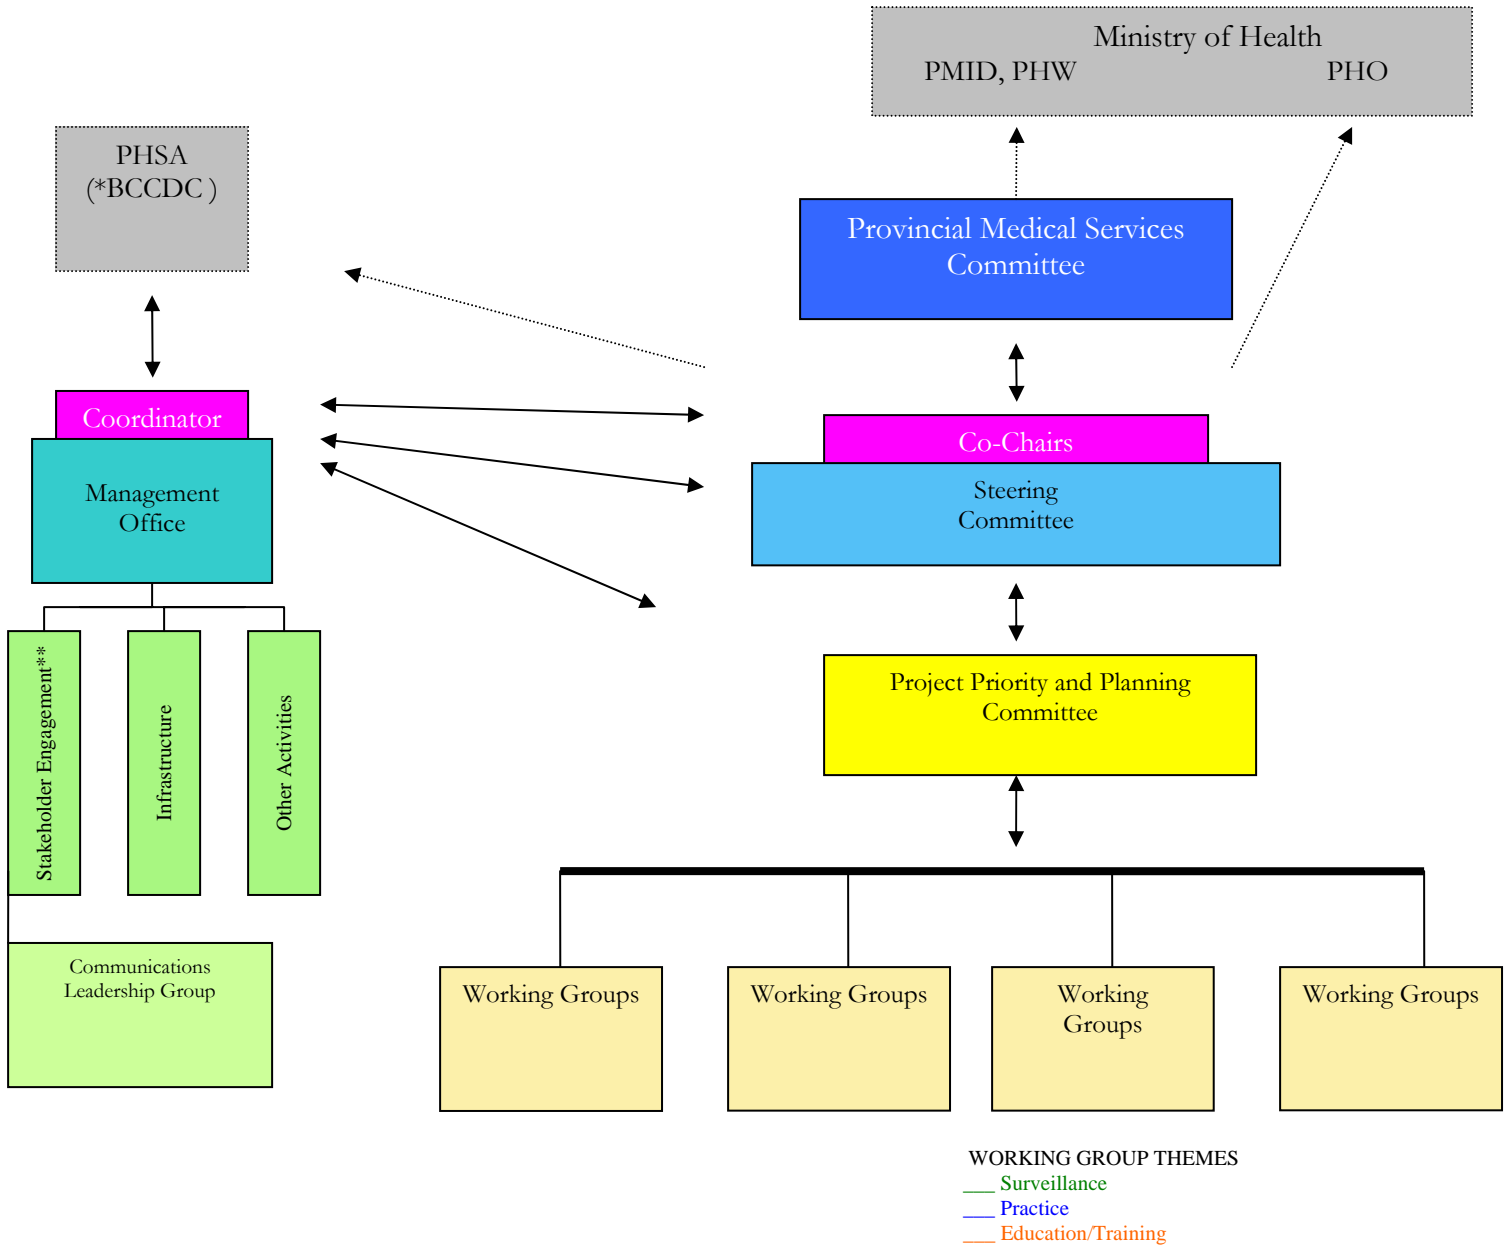 Ministry of Health
PMID, PHW PHO
PHSA
(*BCCDC )
Provincial Medical Services
Committee
Coordinator
Co-Chairs
Management
Office
Steering
Committee
Stakeholder Engagement**
Infrastructure
Other Activities
Project Priority and Planning
Committee
Communications
Leadership Group
Working Groups
Working Groups
Working
Groups
Working Groups
WORKING GROUP THEMES
___ Surveillance
___ Practice
___ Education/Training